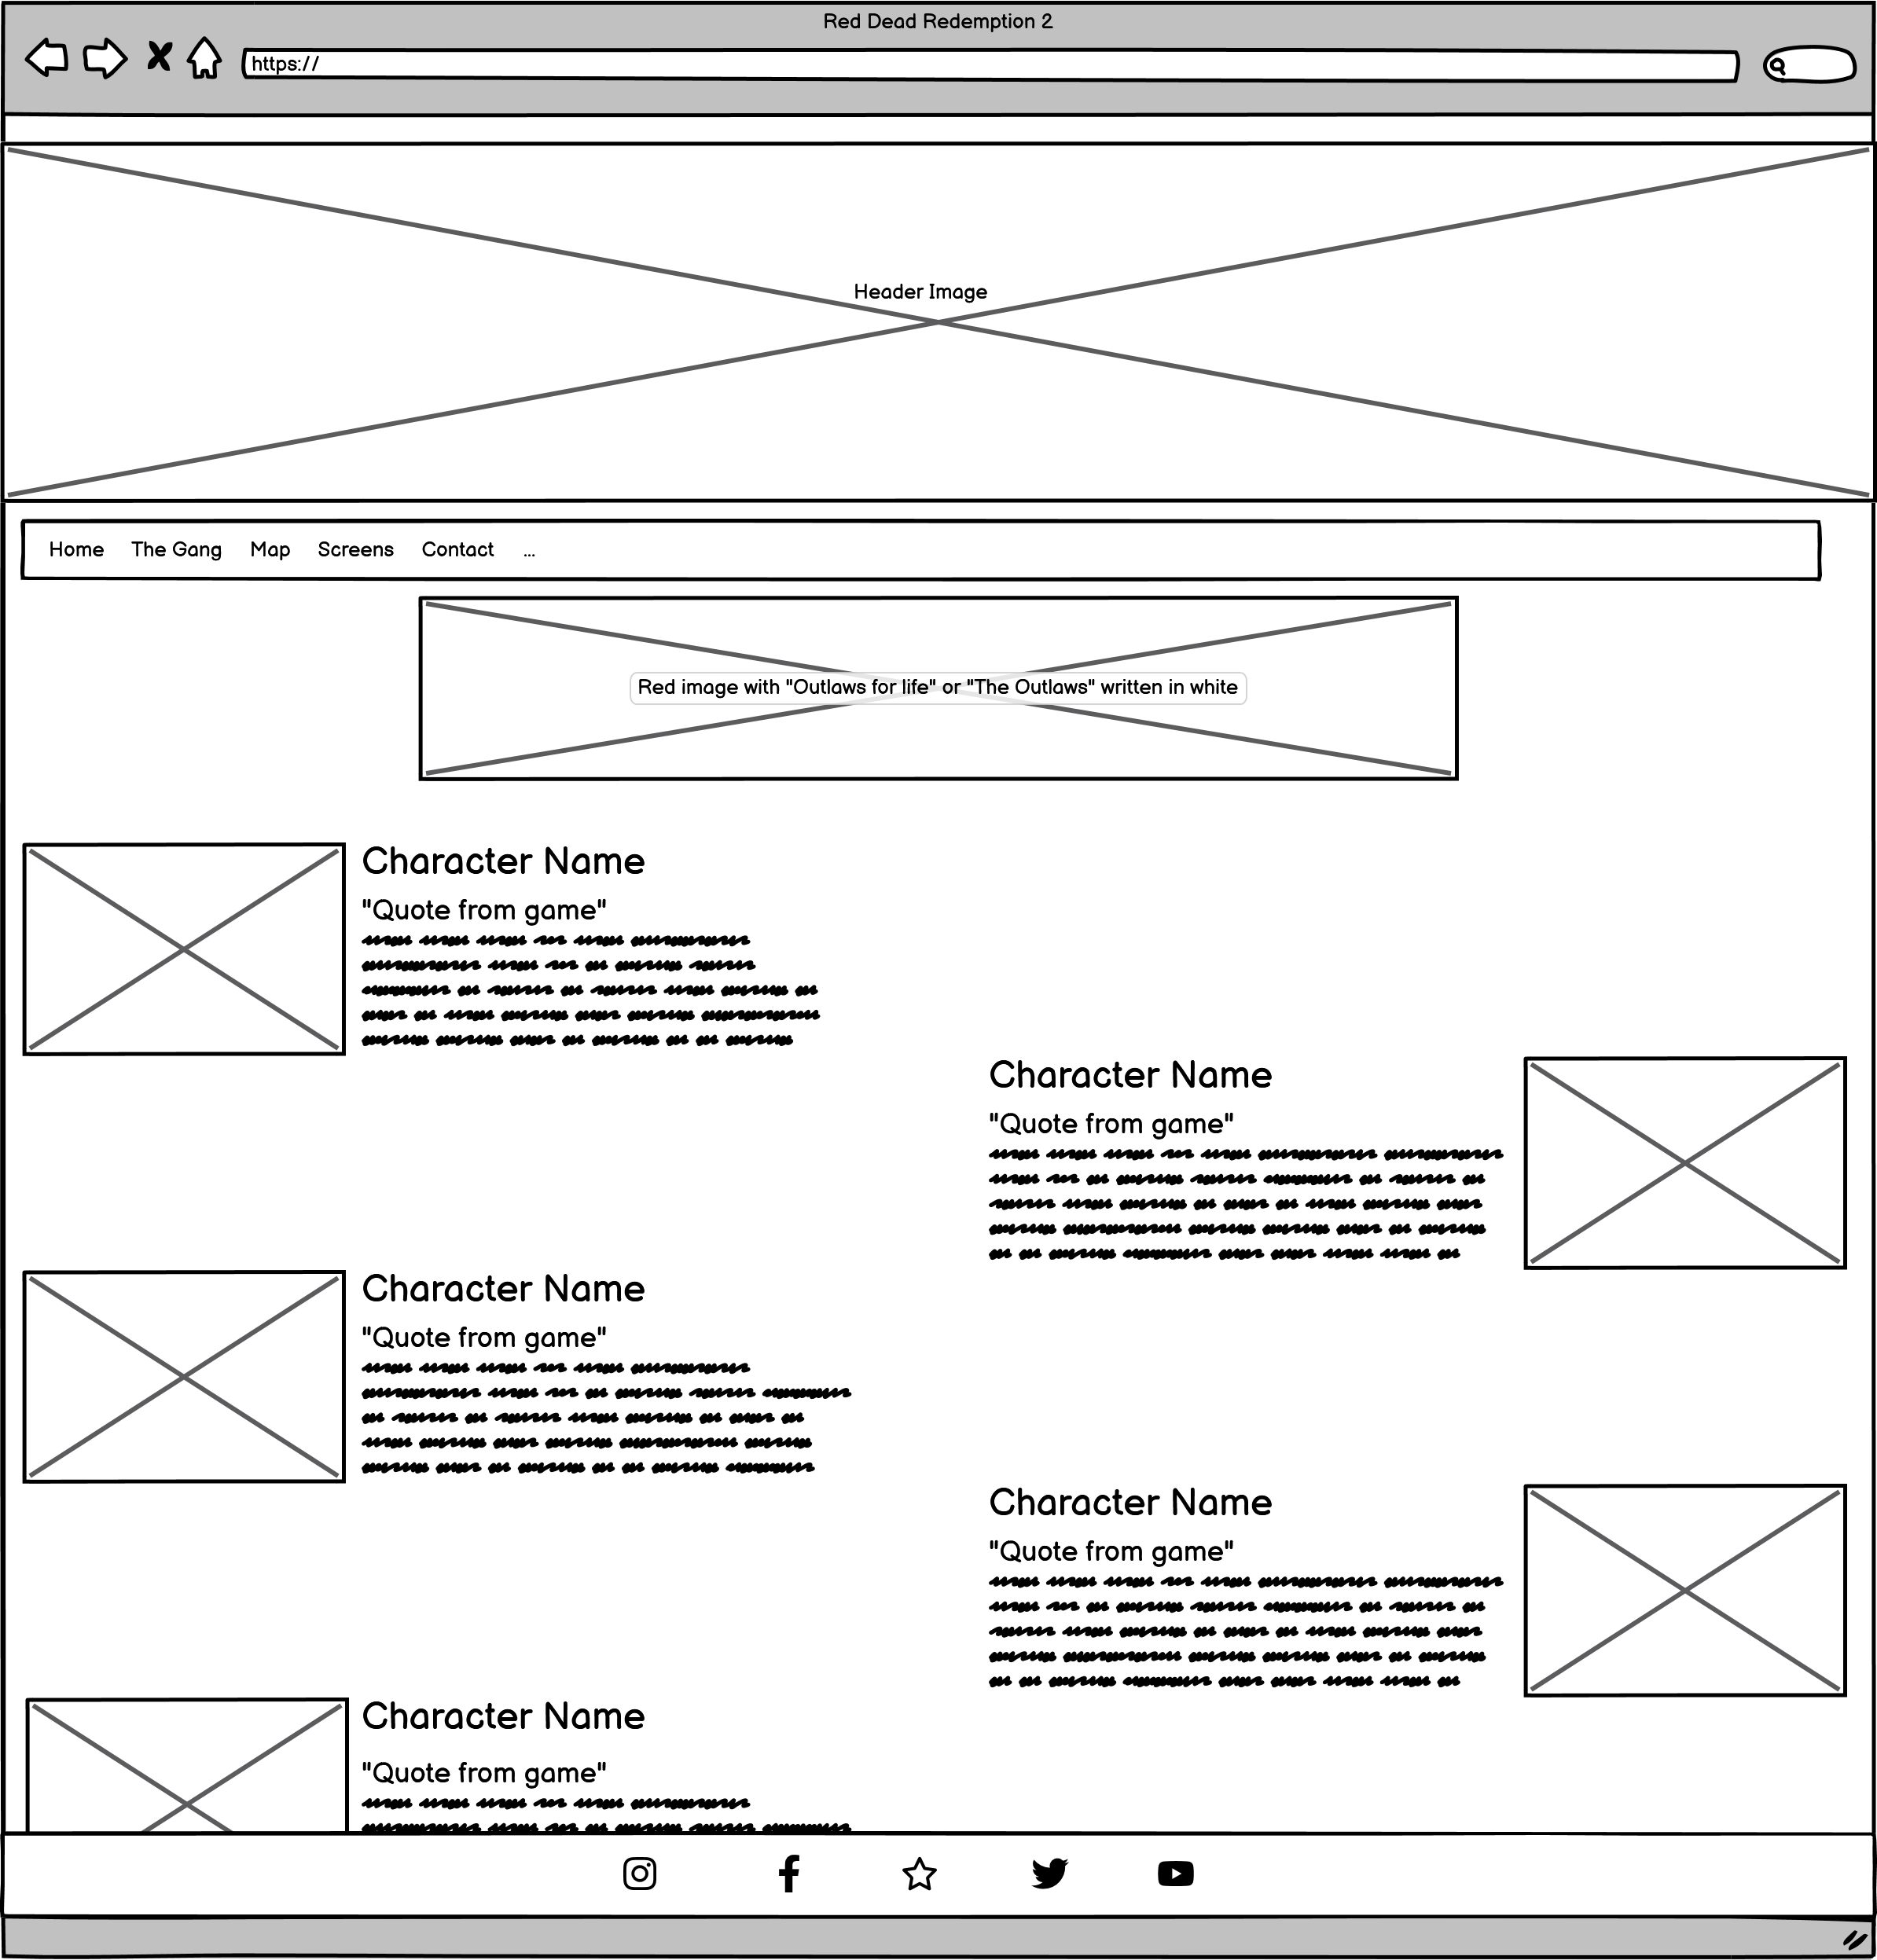 Red Dead Redemption 2
https://
Header Image
Home The Gang Map Screens Contact ...
Red image with "Outlaws for life" or "The Outlaws" written in white
Character Name
"Quote from game"
Character Name
"Quote from game"
Character Name
"Quote from game"
Character Name
"Quote from game"
Character Name
"Quote from game"